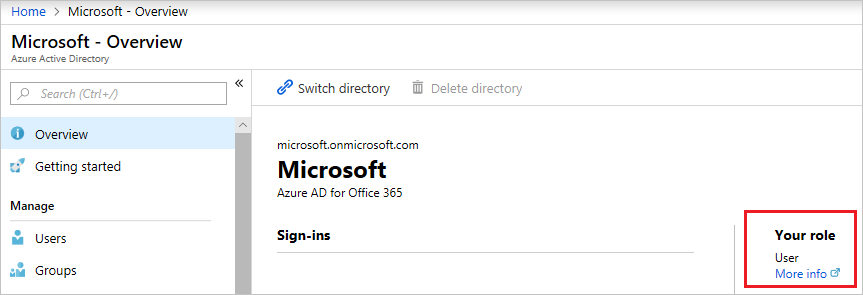 Home > Microsoft - Overview
Microsoft - Overview
Azure Active Directory
«
Search (Ctrl+/)
Overview
Getting started
Manage
Users
Groups
Switch directory
Delete directory
microsoft.onmicrosoft.com
Microsoft
Azure AD for Office 365
Sign-ins
Your role
User
More info